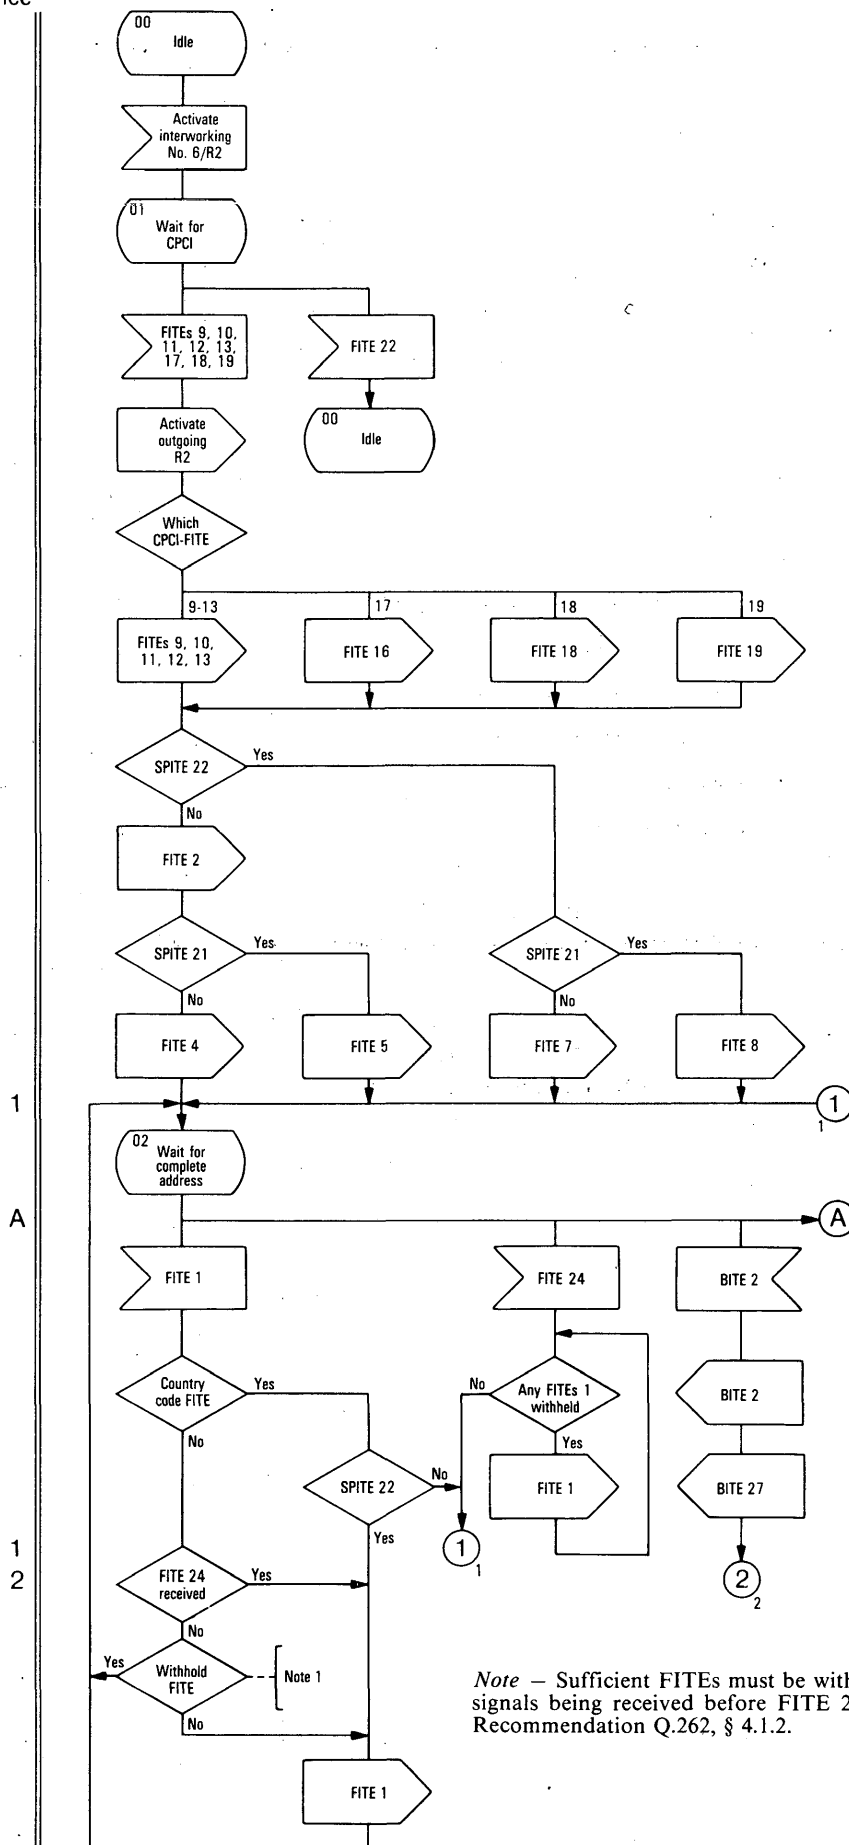 00
Idle
Activate
interworking
No. 6/R2
01
Wait for
CPCI
FITEs 9, 10,
11, 12, 13,
17, 18, 19
FITE 22
Activate
outgoing
R2
00
Idle
Which
CPCI-FITE
9-13
17
18
19
FITEs 9, 10,
11, 12, 13
FITE 16
FITE 18
FITE 19
SPITE 22
Yes
No
FITE 2
SPITE 21
Yes
No
SPITE 21
Yes
No
FITE 4
FITE 5
FITE 7
FITE 8
1
1
1
02
Wait for
complete
address
A
A
FITE 1
FITE 24
BITE 2
Country
code FITE
Yes
No
No
Any FITEs 1
withheld
Yes
BITE 2
SPITE 22
No
Yes
FITE 1
BITE 27
1
1
1
2
2
2
FITE 24
received
Yes
No
Yes
Withhold
FITE
Note 1
No
Note – Sufficient FITEs must be with
signals being received before FITE 2
Recommendation Q.262, § 4.1.2.
FITE 1